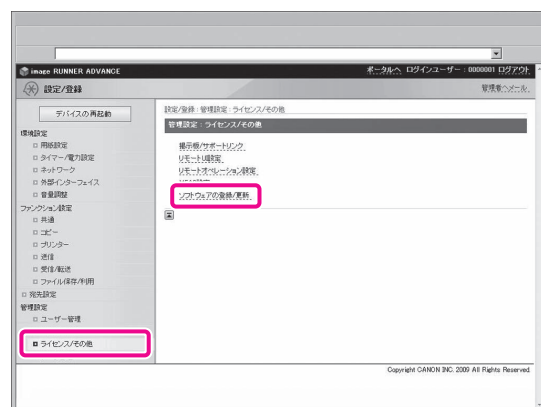 image RUNNER ADVANCE
ポータルへ ログインユーザー : 0000001 ログアウト
設定/登録
管理者へメール
デバイスの再起動
環境設定
用紙設定
タイマー/電力設定
ネットワーク
外部インターフェイス
音量調整
ファンクション設定
共通
コピー
プリンター
送信
受信/転送
ファイル保存/利用
宛先設定
管理設定
ユーザー管理
ライセンス/その他
設定/登録 : 管理設定 : ライセンス/その他
管理設定 : ライセンス/その他
掲示板/サポートリンク
リモートUI設定
リモートオペレーション設定
ソフトウェアの登録/更新
Copyright CANON INC. 2009 All Rights Reserved